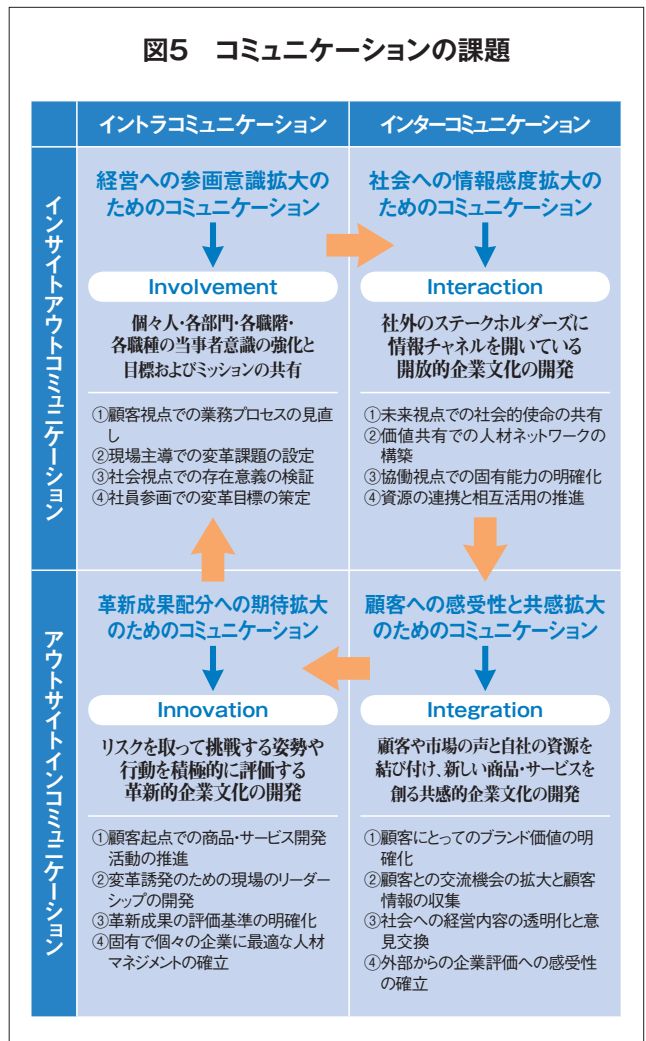 図5 コミュニケーションの課題
イントラコミュニケーション
インターコミュニケーション
インサイトアウトコミュニケーション
経営への参画意識拡大の
ためのコミュニケーション
Involvement
個々人・各部門・各職階・
各職種の当事者意識の強化と
目標およびミッションの共有
①顧客視点での業務プロセスの見直
し
②現場主導での変革課題の設定
③社会視点での存在意義の検証
④社員参画での変革目標の策定
社会への情報感度拡大の
ためのコミュニケーション
Interaction
社外のステークホルダーズに
情報チャネルを開いている
開放的企業文化の開発
①未来視点での社会的使命の共有
②価値共有での人材ネットワークの
構築
③協働視点での固有能力の明確化
④資源の連携と相互活用の推進
アウトサイトインコミュニケーション
革新成果配分への期待拡大
のためのコミュニケーション
Innovation
リスクを取って挑戦する姿勢や
行動を積極的に評価する
革新的企業文化の開発
①顧客起点での商品・サービス開発
活動の推進
②変革誘発のための現場のリーダー
シップの開発
③革新成果の評価基準の明確化
④固有で個々の企業に最適な人材
マネジメントの確立
顧客への感受性と共感拡大
のためのコミュニケーション
Integration
顧客や市場の声と自社の資源を
結び付け、新しい商品・サービスを
創る共感的企業文化の開発
①顧客にとってのブランド価値の明
確化
②顧客との交流機会の拡大と顧客
情報の収集
③社会への経営内容の透明化と意
見交換
④外部からの企業評価への感受性
の確立